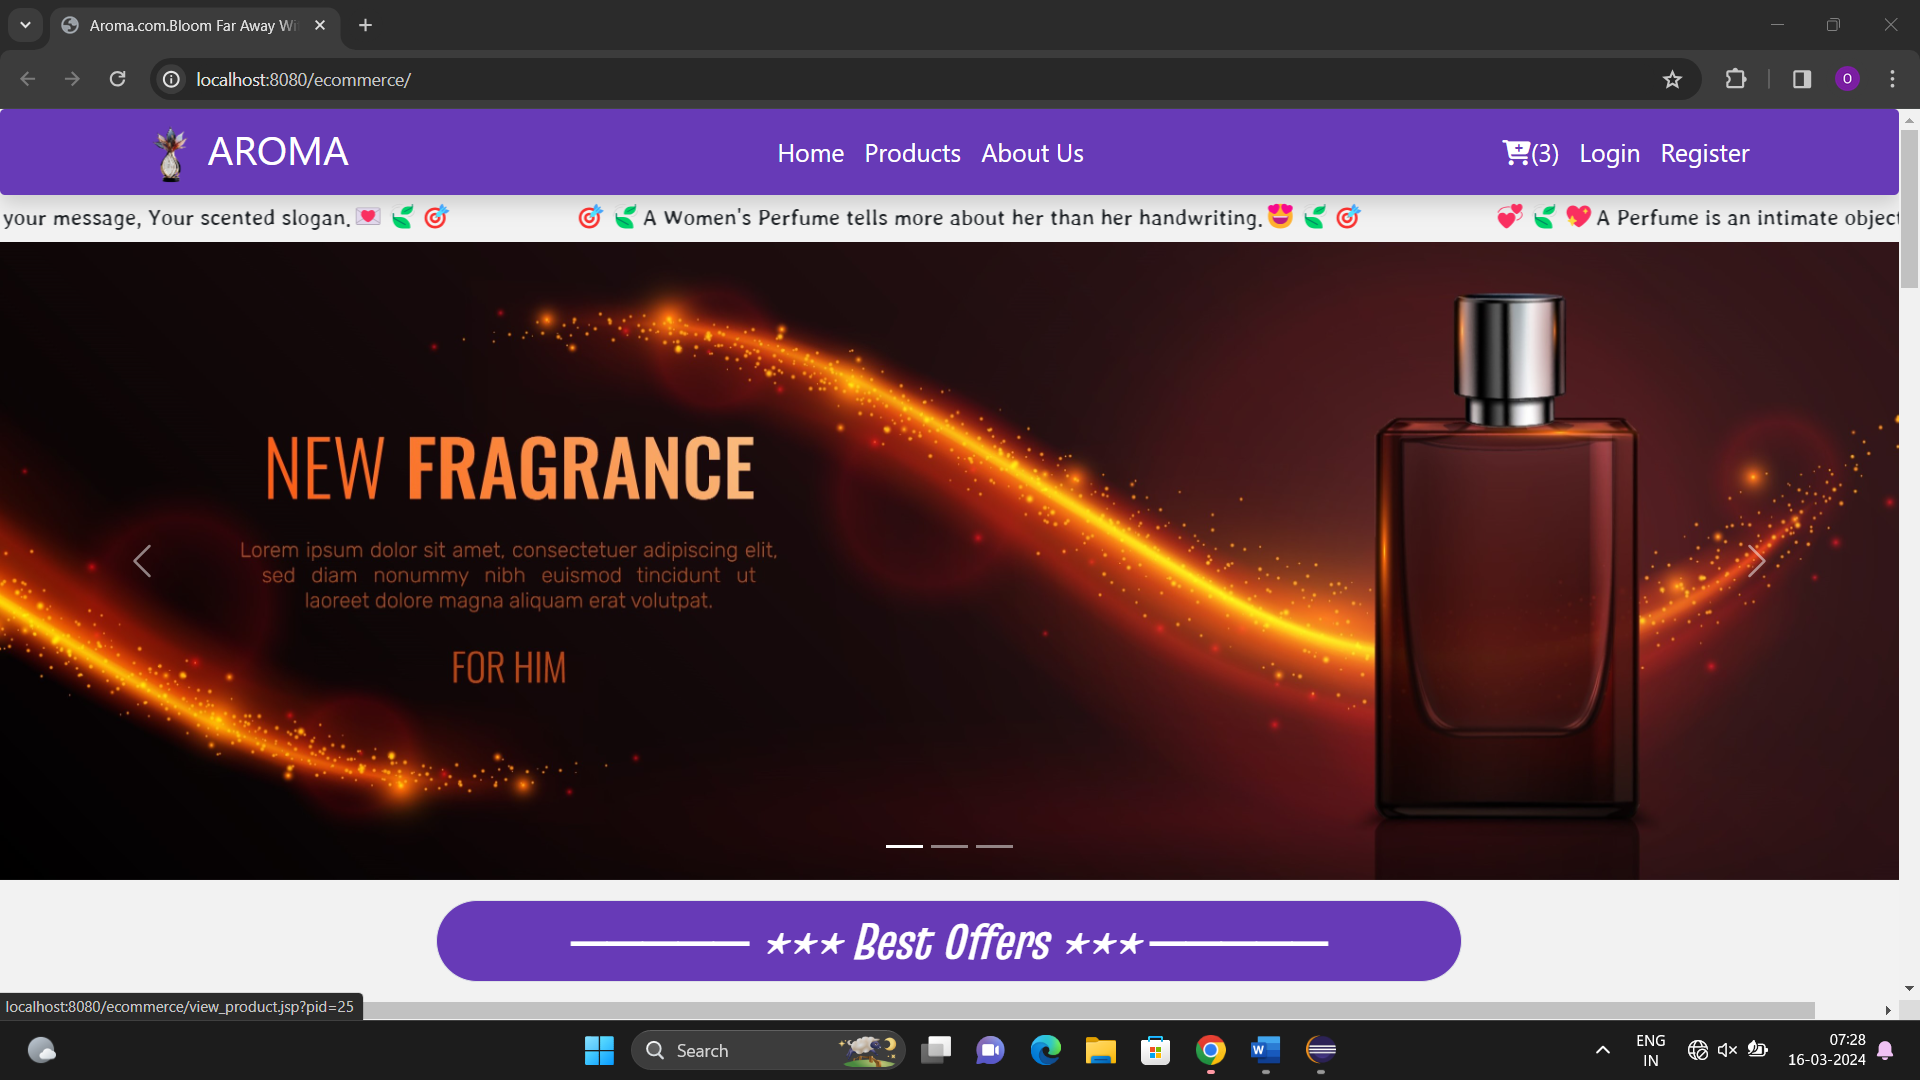 Aroma.com.Bloom Far Away Wi
localhost:8080/ecommerce/
O
AROMA
Home Products About Us
(3) Login Register
your message, Your scented slogan.💌 🍃 🎯 🎯 🍃 A Women's Perfume tells more about her than her handwriting.😍 🍃 🎯 💞 🍃 💖 A Perfume is an intimate object
NEW FRAGRANCE
Lorem ipsum dolor sit amet, consectetuer adipiscing elit,
sed diam nonummy nibh euismod tincidunt ut
laoreet dolore magna aliquam erat volutpat.
FOR HIM
★★★ Best Offers ★★★
localhost:8080/ecommerce/view_product.jsp?pid=25
Search
W
ENG
IN
07:28
16-03-2024